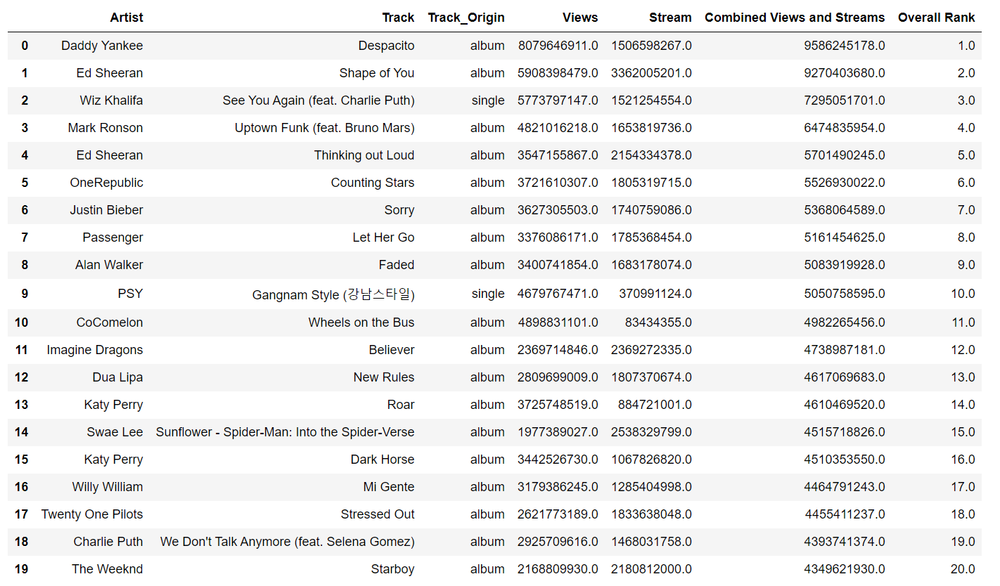 Artist Track Track_Origin Views Stream Combined Views and Streams Overall Rank
0 Daddy Yankee Despacito album 8079646911.0 1506598267.0 9586245178.0 1.0
1 Ed Sheeran Shape of You album 5908398479.0 3362005201.0 9270403680.0 2.0
2 Wiz Khalifa See You Again (feat. Charlie Puth) single 5773797147.0 1521254554.0 7295051701.0 3.0
3 Mark Ronson Uptown Funk (feat. Bruno Mars) album 4821016218.0 1653819736.0 6474835954.0 4.0
4 Ed Sheeran Thinking out Loud album 3547155867.0 2154334378.0 5701490245.0 5.0
5 OneRepublic Counting Stars album 3721610307.0 1805319715.0 5526930022.0 6.0
6 Justin Bieber Sorry album 3627305503.0 1740759086.0 5368064589.0 7.0
7 Passenger Let Her Go album 3376086171.0 1785368454.0 5161454625.0 8.0
8 Alan Walker Faded album 3400741854.0 1683178074.0 5083919928.0 9.0
9 PSY Gangnam Style (강남스타일) single 4679767471.0 370991124.0 5050758595.0 10.0
10 CoComelon Wheels on the Bus album 4898831101.0 83434355.0 4982265456.0 11.0
11 Imagine Dragons Believer album 2369714846.0 2369272335.0 4738987181.0 12.0
12 Dua Lipa New Rules album 2809699009.0 1807370674.0 4617069683.0 13.0
13 Katy Perry Roar album 3725748519.0 884721001.0 4610469520.0 14.0
14 Swae Lee Sunflower - Spider-Man: Into the Spider-Verse album 1977389027.0 2538329799.0 4515718826.0 15.0
15 Katy Perry Dark Horse album 3442526730.0 1067826820.0 4510353550.0 16.0
16 Willy William Mi Gente album 3179386245.0 1285404998.0 4464791243.0 17.0
17 Twenty One Pilots Stressed Out album 2621773189.0 1833638048.0 4455411237.0 18.0
18 Charlie Puth We Don't Talk Anymore (feat. Selena Gomez) album 2925709616.0 1468031758.0 4393741374.0 19.0
19 The Weeknd Starboy album 2168809930.0 2180812000.0 4349621930.0 20.0